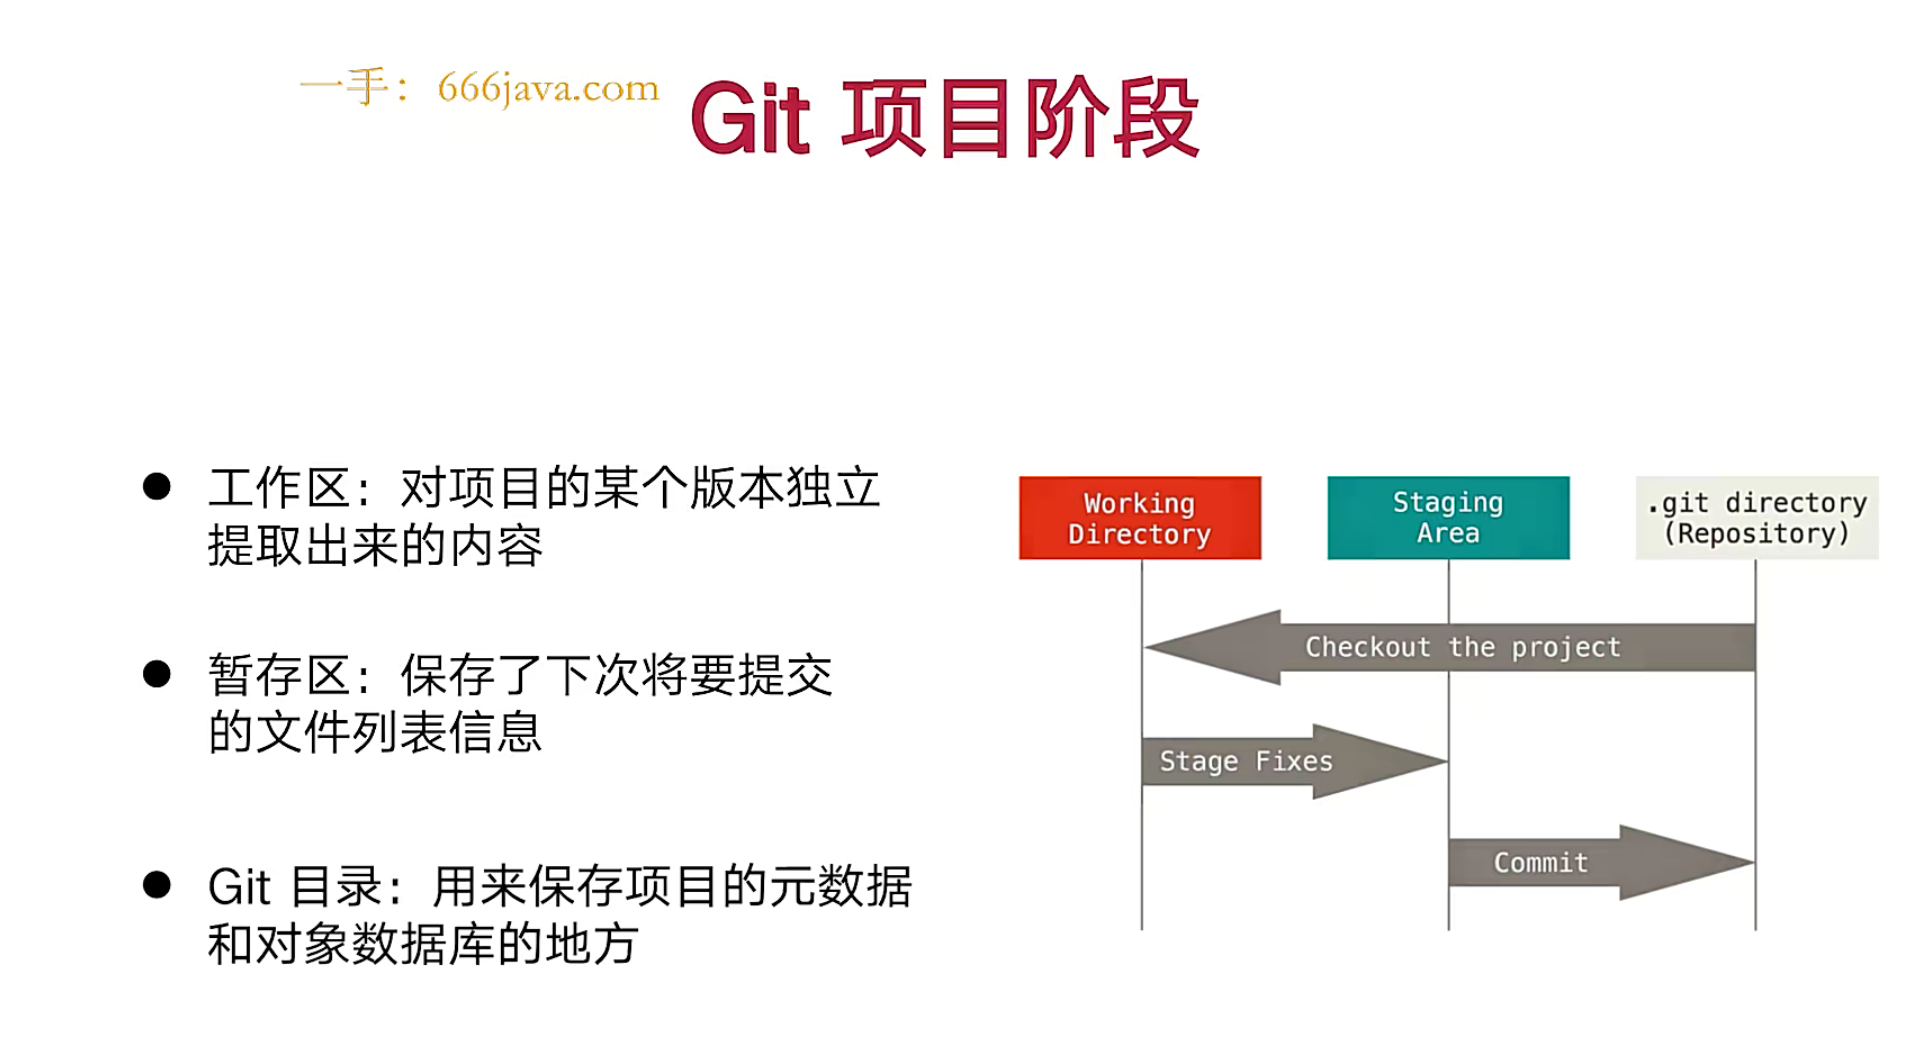 一手：666java.com
Git 项目阶段
工作区：对项目的某个版本独立
提取出来的内容
暂存区：保存了下次将要提交
的文件列表信息
Git 目录：用来保存项目的元数据
和对象数据库的地方
Working
Directory
Staging
Area
.git directory
(Repository)
Checkout the project
Stage Fixes
Commit